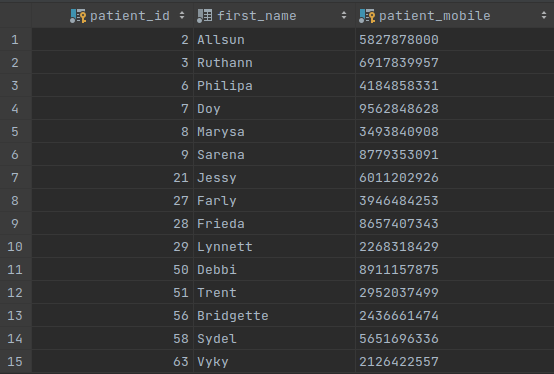 patient_id first_name patient_mobile
1 2 Allsun 5827878000
2 3 Ruthann 6917839957
3 6 Philipa 4184858331
4 7 Doy 9562848628
5 8 Marysa 3493840908
6 9 Sarena 8779353091
7 21 Jessy 6011202926
8 27 Farly 3946484253
9 28 Frieda 8657407343
10 29 Lynnett 2268318429
11 50 Debbi 8911157875
12 51 Trent 2952037499
13 56 Bridgette 2436661474
14 58 Sydel 5651696336
15 63 Vyky 2126422557